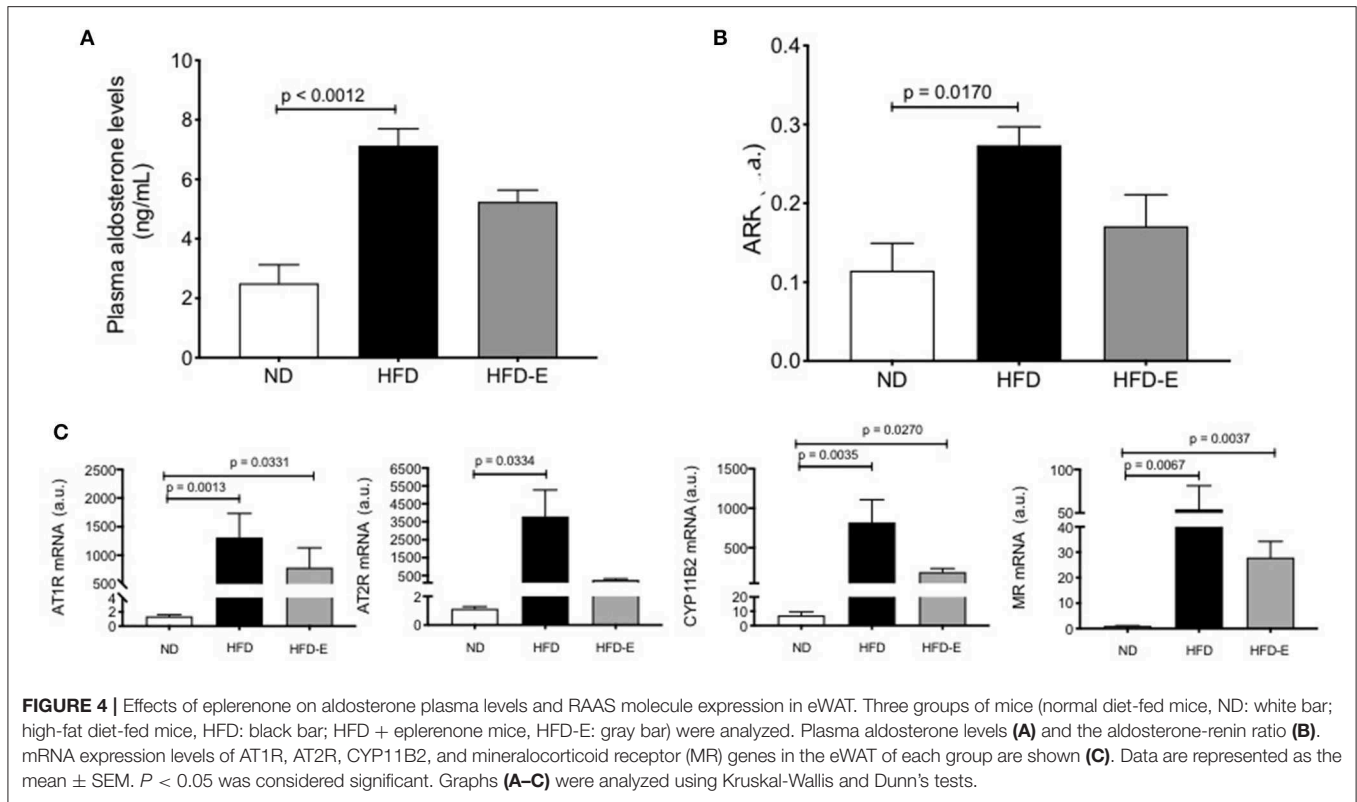 A
Plasma aldosterone levels
(ng/mL)
10
8
6
4
2
0
p < 0.0012
ND
HFD
HFD-E
B
0.4
0.3
0.2
0.1
0.0
p = 0.0170
ND
HFD
HFD-E
C
AT1R mRNA (a.u.)
2500
2000
1500
1000
500
4
2
0
p = 0.0331
p = 0.0013
ND
HFD
HFD-E
AT2R mRNA (a.u.)
6500
5500
4500
3500
2500
1500
500
2
0
p = 0.0334
ND
HFD
HFD-E
CYP11B2 mRNA (a.u.)
1500
1000
500
20
10
0
p = 0.0270
p = 0.0035
ND
HFD
HFD-E
MR mRNA (a.u.)
100
50
40
30
20
10
0
p = 0.0037
p = 0.0067
ND
HFD
HFD-E
FIGURE 4 | Effects of eplerenone on aldosterone plasma levels and RAAS molecule expression in eWAT. Three groups of mice (normal diet-fed mice, ND: white bar;
high-fat diet-fed mice, HFD: black bar; HFD + eplerenone mice, HFD-E: gray bar) were analyzed. Plasma aldosterone levels (A) and the aldosterone-renin ratio (B).
mRNA expression levels of AT1R, AT2R, CYP11B2, and mineralocorticoid receptor (MR) genes in the eWAT of each group are shown (C). Data are represented as the
mean ± SEM. P < 0.05 was considered significant. Graphs (A–C) were analyzed using Kruskal-Wallis and Dunn's tests.